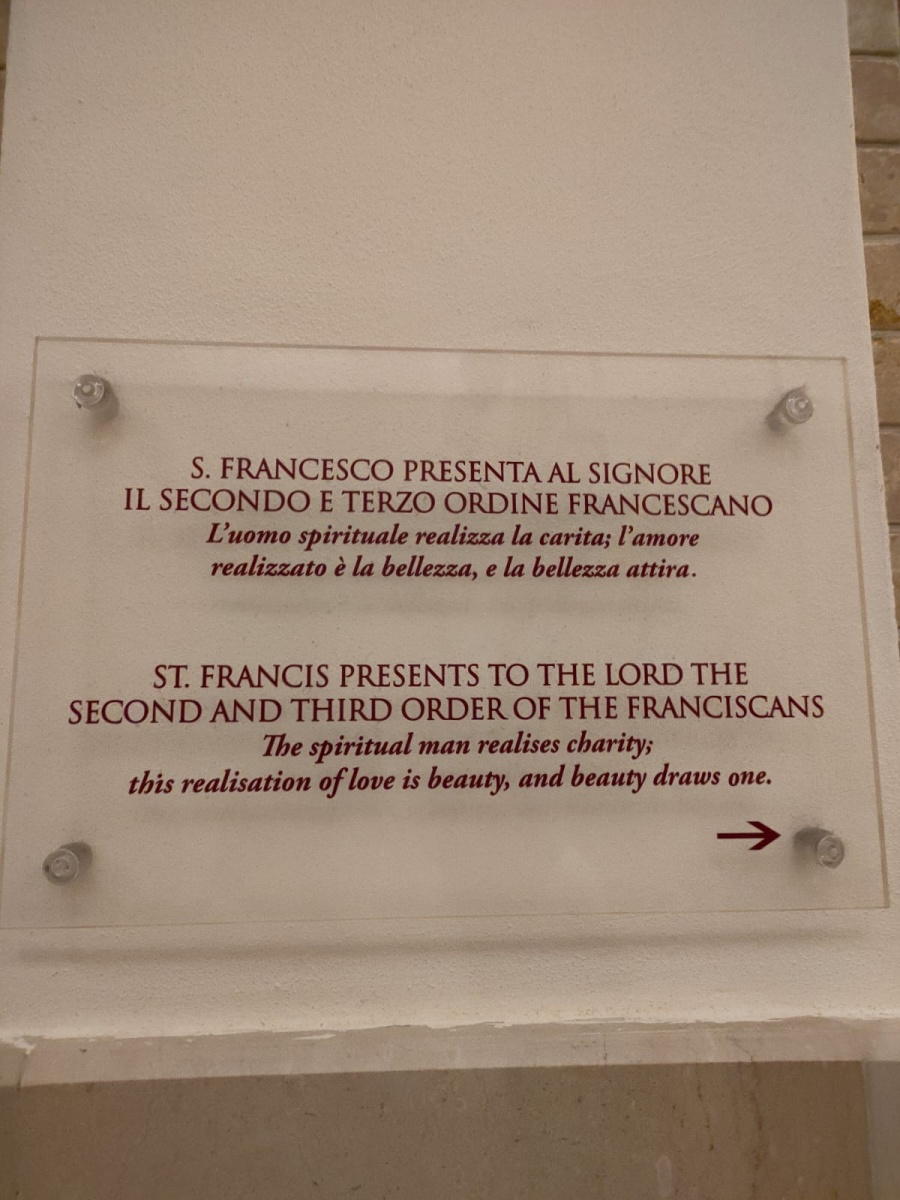 S. FRANCESCO PRESENTA AL SIGNORE
IL SECONDO E TERZO ORDINE FRANCESCANO
L'uomo spirituale realizza la carita; l'amore
realizzato è la bellezza, e la bellezza attira.
ST. FRANCIS PRESENTS TO THE LORD THE
SECOND AND THIRD ORDER OF THE FRANCISCANS
The spiritual man realises charity;
this realisation of love is beauty, and beauty draws one.
→